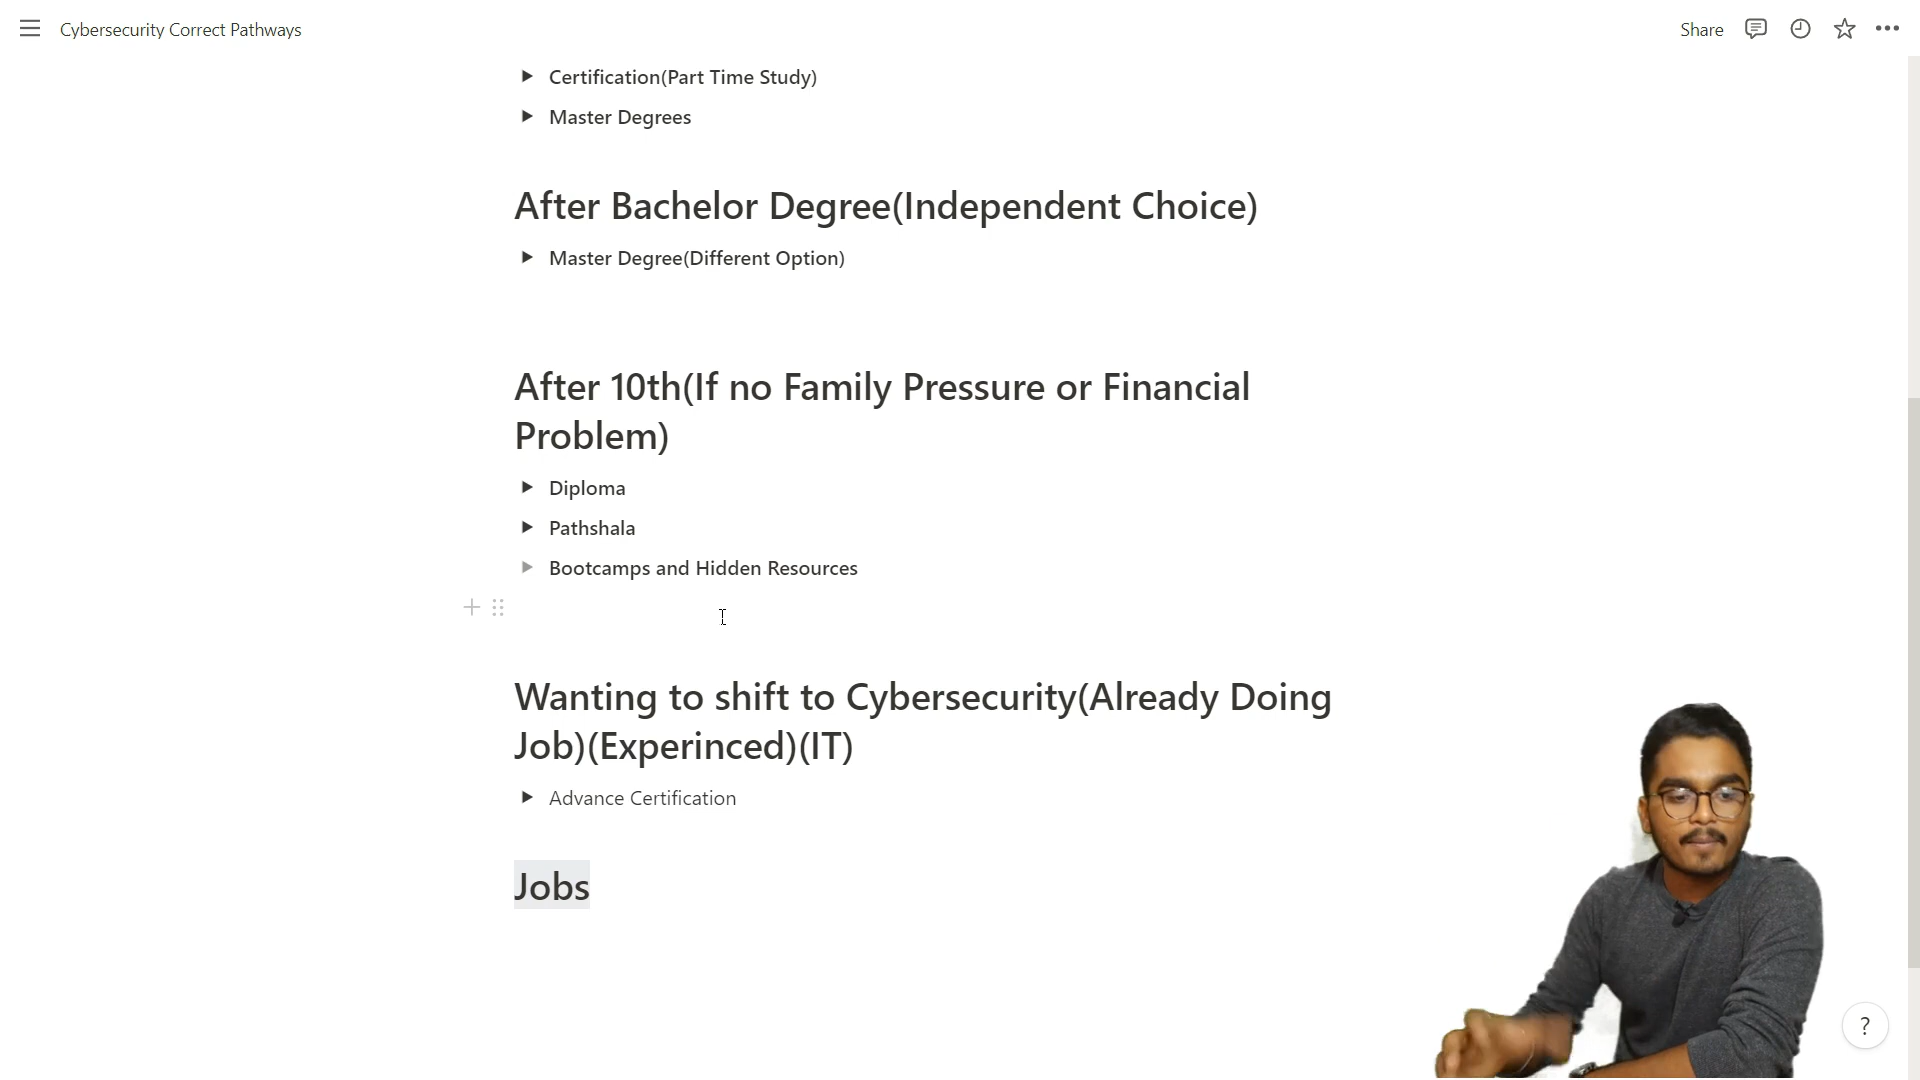 Cybersecurity Correct Pathways
Share
Certification(Part Time Study)
Master Degrees
After Bachelor Degree(Independent Choice)
Master Degree(Different Option)
After 10th(If no Family Pressure or Financial
Problem)
Diploma
Pathshala
Bootcamps and Hidden Resources
Wanting to shift to Cybersecurity(Already Doing
Job)(Experinced)(IT)
Advance Certification
Jobs
?